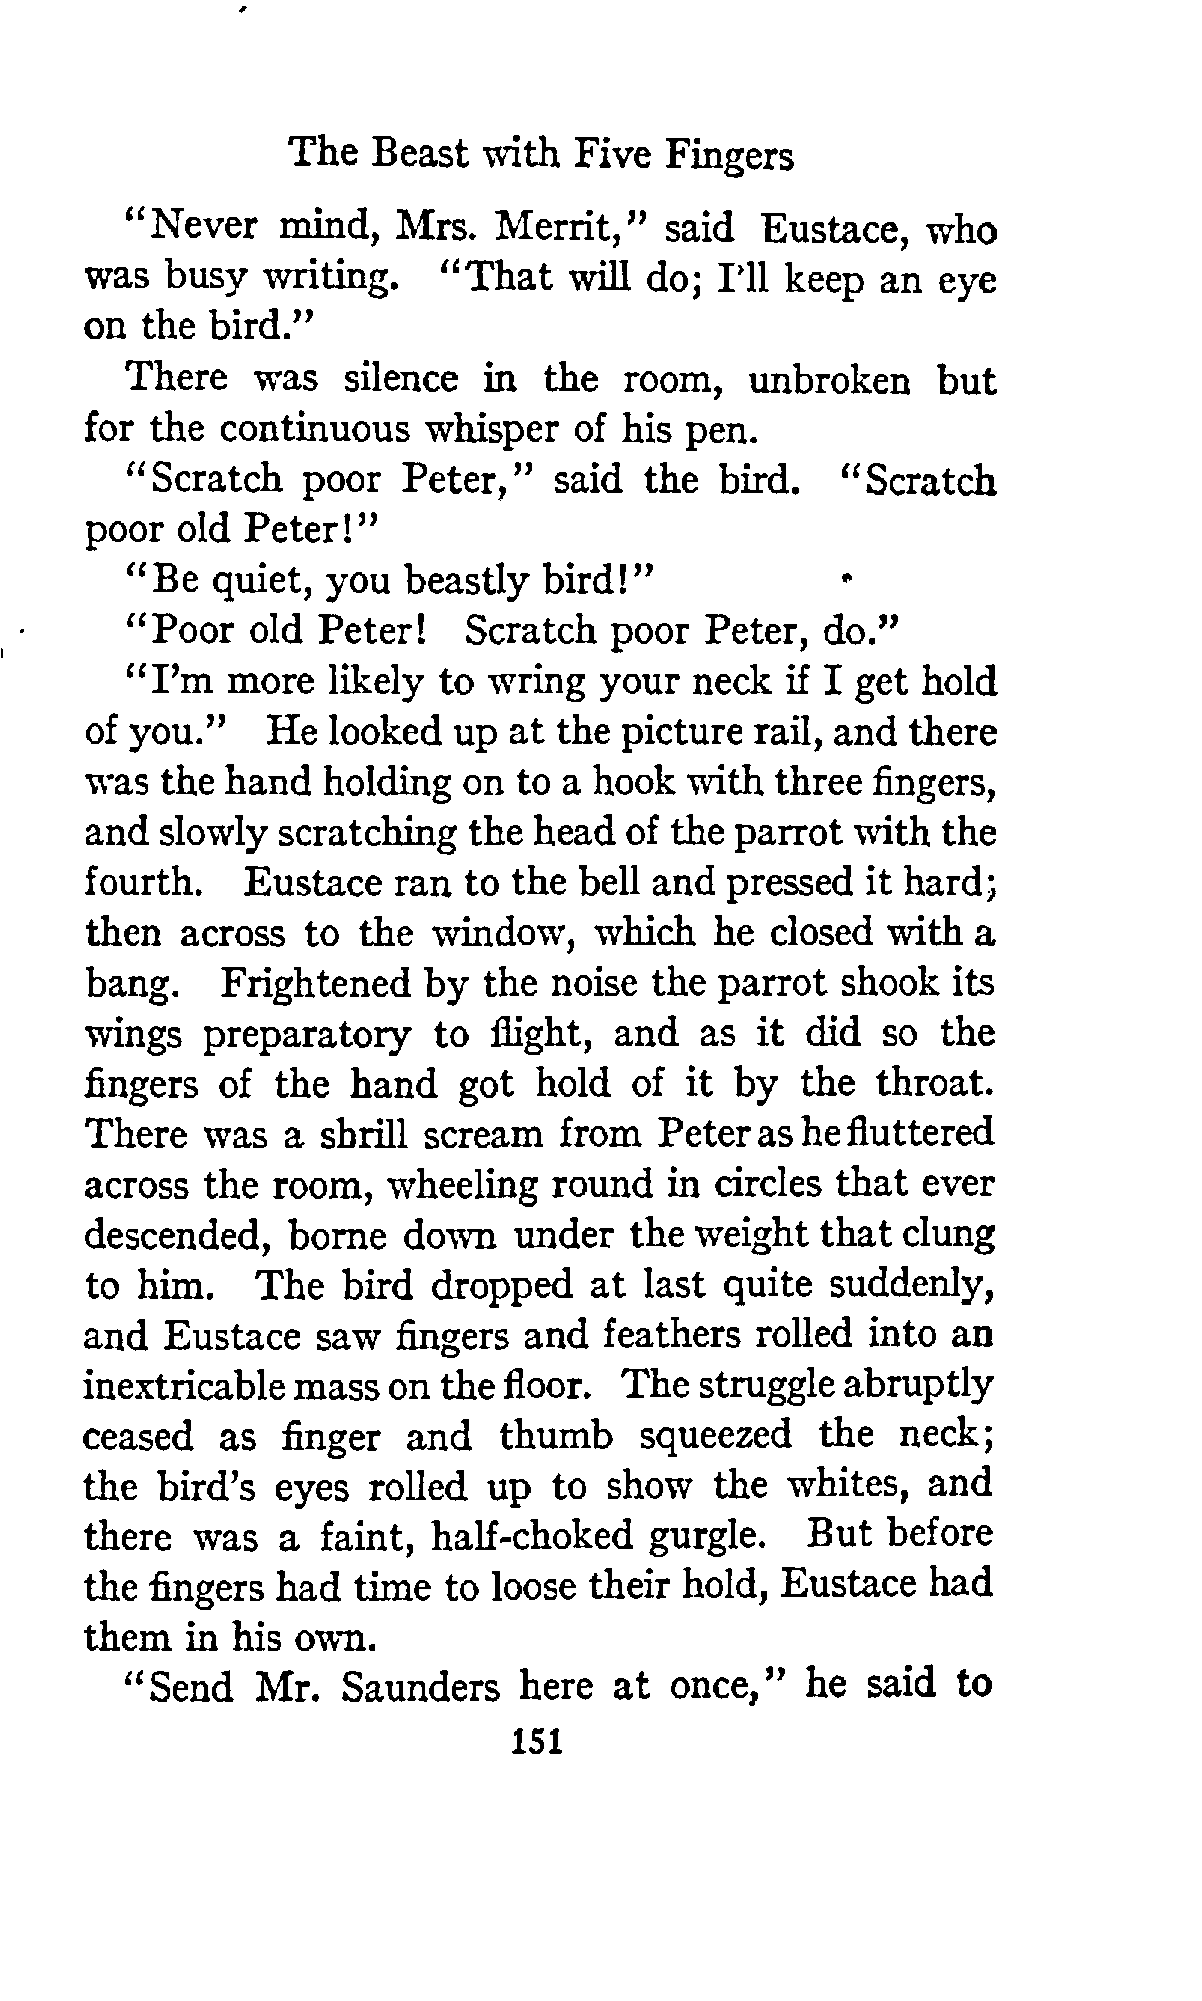 The Beast with Five Fingers
"Never mind, Mrs. Merrit," said Eustace, who
was busy writing. "That will do; I'll keep an eye
on the bird."
There was silence in the room, unbroken but
for the continuous whisper of his pen.
"Scratch poor Peter," said the bird. "Scratch
poor old Peter!"
"Be quiet, you beastly bird!"
"Poor old Peter! Scratch poor Peter, do."
"I'm more likely to wring your neck if I get hold
of you." He looked up at the picture rail, and there
was the hand holding on to a hook with three fingers,
and slowly scratching the head of the parrot with the
fourth. Eustace ran to the bell and pressed it hard;
then across to the window, which he closed with a
bang. Frightened by the noise the parrot shook its
wings preparatory to flight, and as it did so the
fingers of the hand got hold of it by the throat.
There was a shrill scream from Peter as he fluttered
across the room, wheeling round in circles that ever
descended, borne down under the weight that clung
to him. The bird dropped at last quite suddenly,
and Eustace saw fingers and feathers rolled into an
inextricable mass on the floor. The struggle abruptly
ceased as finger and thumb squeezed the neck;
the bird's eyes rolled up to show the whites, and
there was a faint, half-choked gurgle. But before
the fingers had time to loose their hold, Eustace had
them in his own.
"Send Mr. Saunders here at once," he said to
151